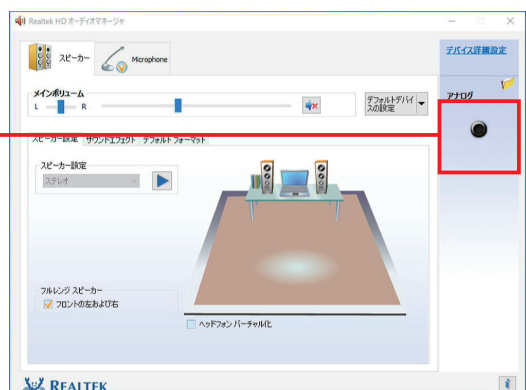 Realtek HD オーディオマネージャ
スピーカー
Microphone
デバイス詳細設定
メインボリューム
L
R
デフォルトデバイスの設定
アナログ
スピーカー設定
サウンドエフェクト
デフォルト フォーマット
スピーカー設定
ステレオ
フルレンジ スピーカー
フロントの左および右
ヘッドフォン バーチャル化
REALTEK
i